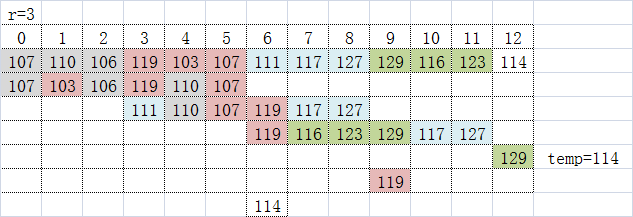 r=3
0 1 2 3 4 5 6 7 8 9 10 11 12
107 110 106 119 103 107 111 117 127 129 116 123 114
107 103 106 119 110 107
111 110 107 119 117 127
119 116 123 129 117 127
129 temp=114
119
114